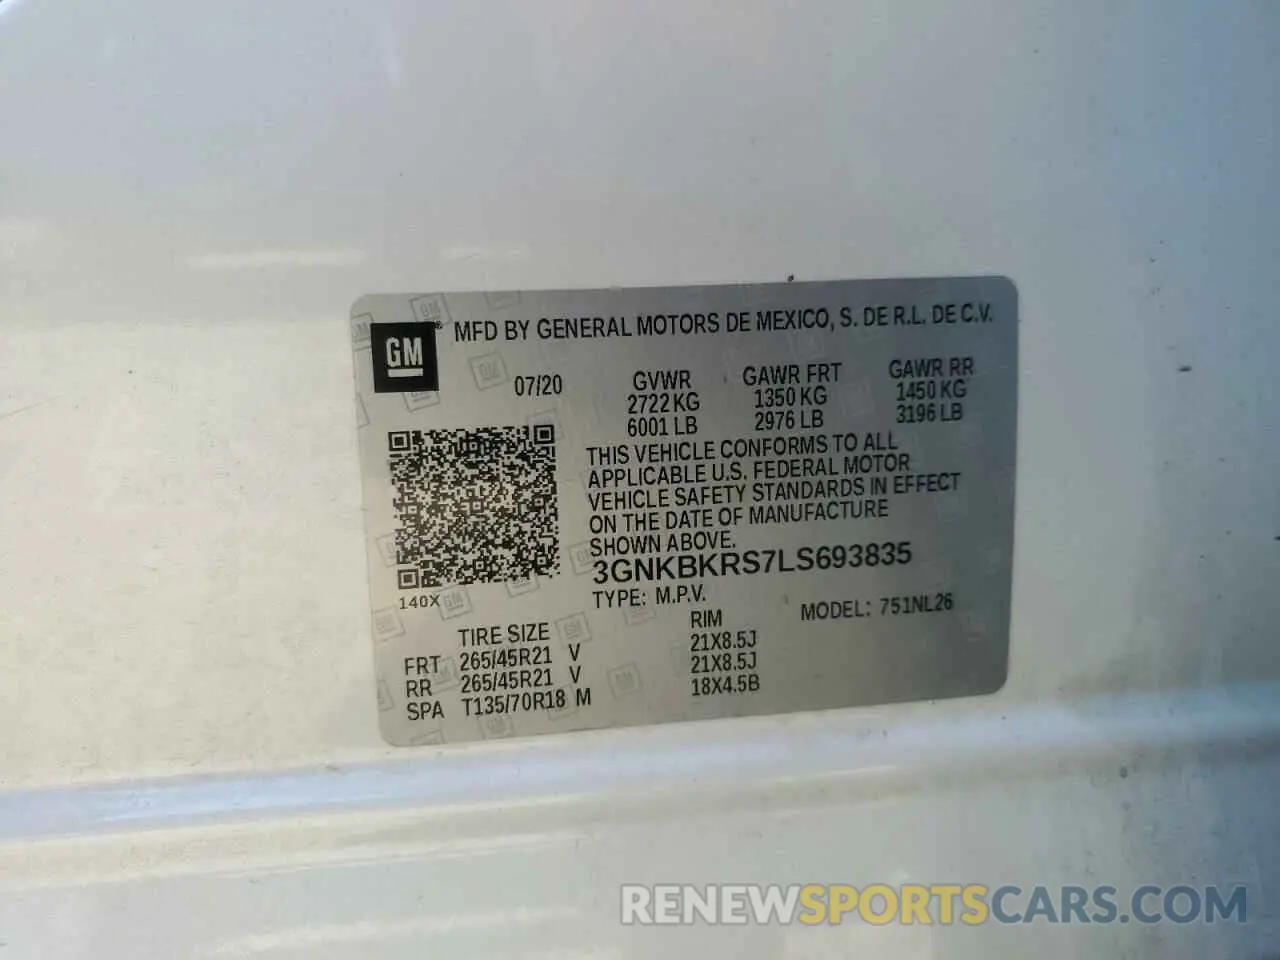 GM ® MFD BY GENERAL MOTORS DE MEXICO, S. DE R.L. DE C.V.
07/20
GVWR GAWR FRT GAWR RR
2722 KG 1350 KG 1450 KG
6001 LB 2976 LB 3196 LB
THIS VEHICLE CONFORMS TO ALL
APPLICABLE U.S. FEDERAL MOTOR
VEHICLE SAFETY STANDARDS IN EFFECT
ON THE DATE OF MANUFACTURE
SHOWN ABOVE.
3GNKBKRS7LS693835
140X
TYPE: M.P.V. MODEL: 751NL26
TIRE SIZE RIM
FRT 265/45R21 V 21X8.5J
RR 265/45R21 V 21X8.5J
SPA T135/70R18 M 18X4.5B
RENEWSPORTSCARS.COM